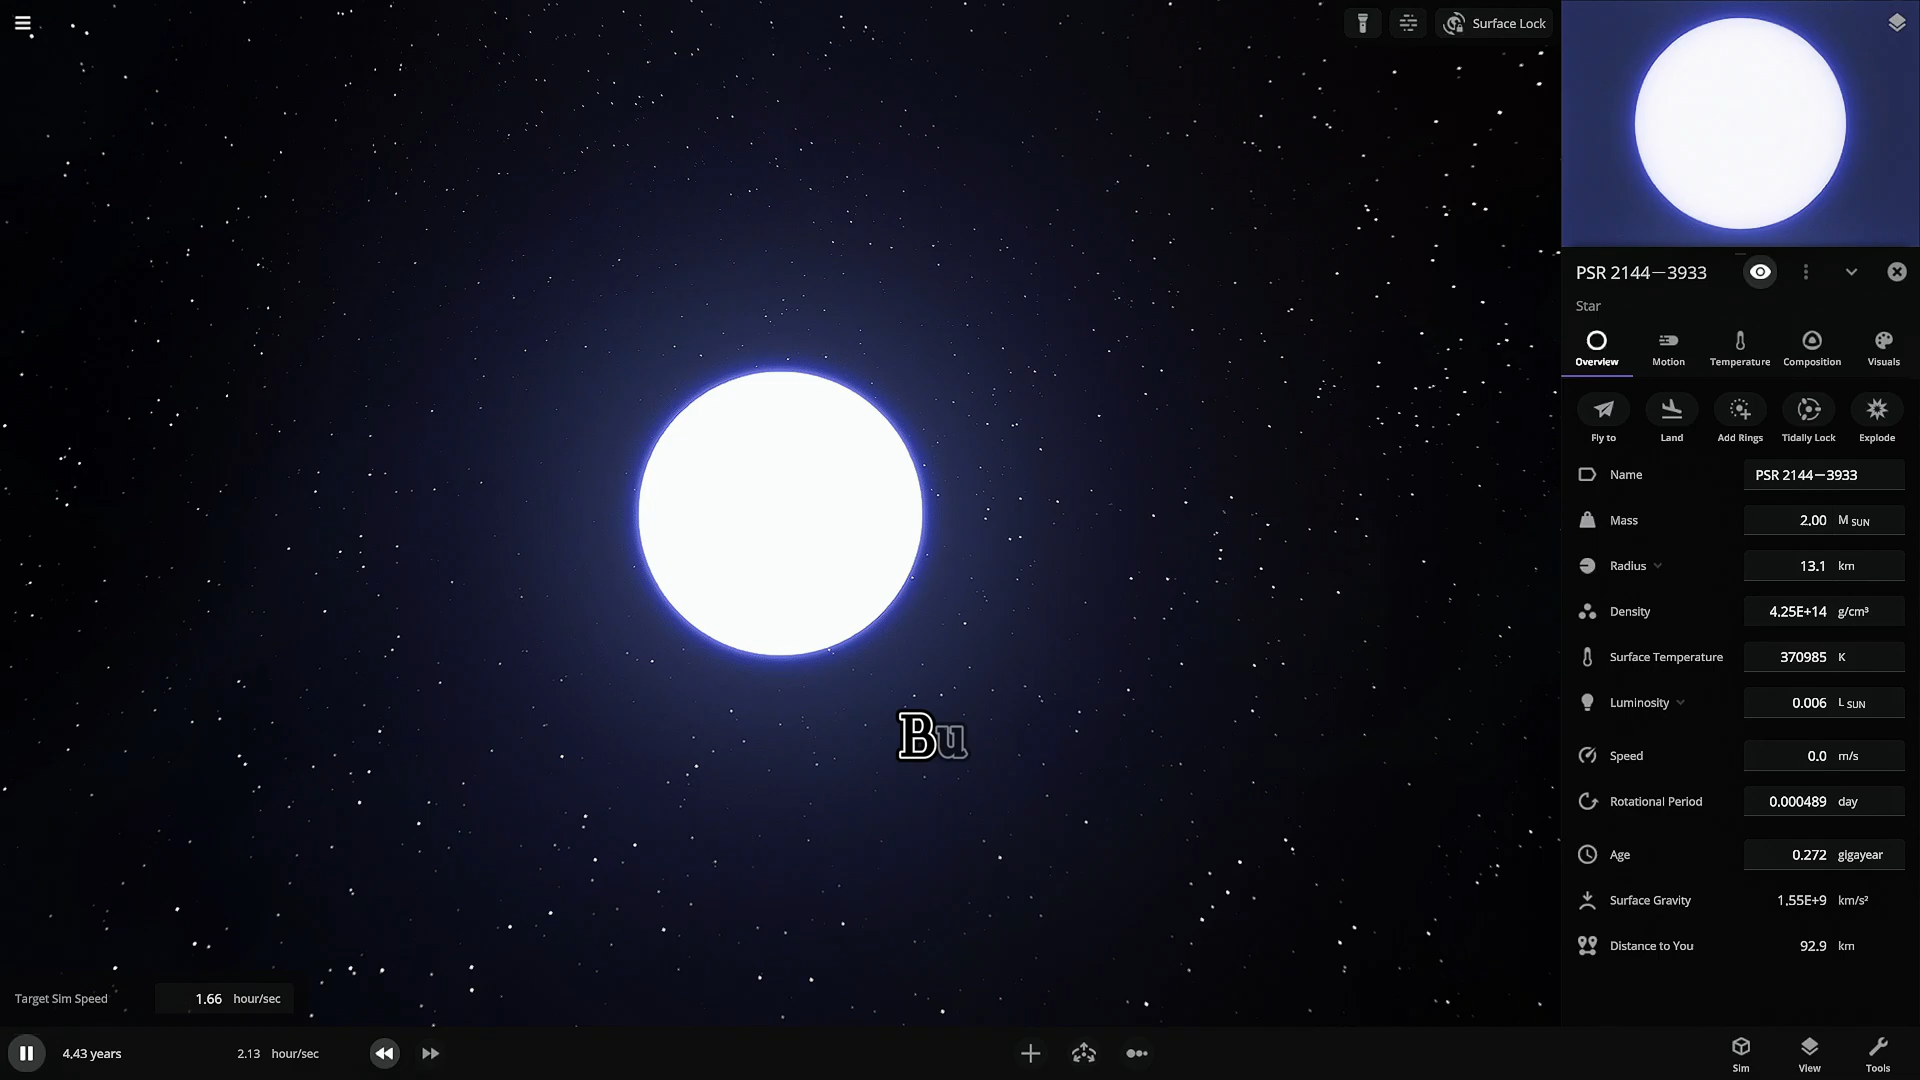 Surface Lock
PSR 2144—3933
Star
Overview
Motion
Temperature
Composition
Visuals
Fly to
Land
Add Rings
Tidally Lock
Explode
Name PSR 2144—3933
Mass 2.00 M SUN
Radius 13.1 km
Density 4.25E+14 g/cm³
Surface Temperature 370985 K
Luminosity 0.006 L SUN
Speed 0.0 m/s
Rotational Period 0.000489 day
Age 0.272 gigayear
Surface Gravity 1.55E+9 km/s²
Distance to You 92.9 km
Bu
Target Sim Speed 1.66 hour/sec
4.43 years 2.13 hour/sec
Sim
View
Tools